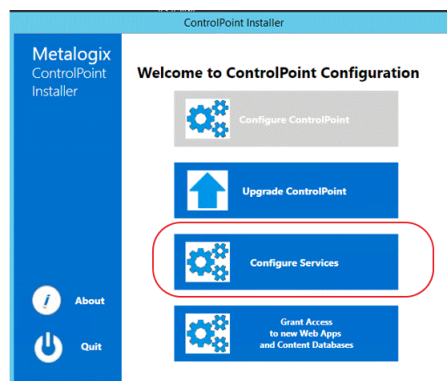 ControlPoint Installer
Metalogix
ControlPoint
Installer
Welcome to ControlPoint Configuration
Configure ControlPoint
Upgrade ControlPoint
Configure Services
Grant Access
to new Web Apps
and Content Databases
i
About
Quit